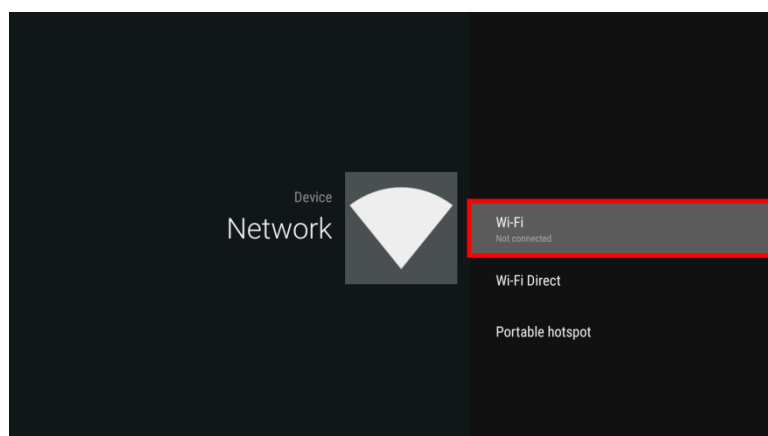 Device
Network
Wi-Fi
Not connected
Wi-Fi Direct
Portable hotspot